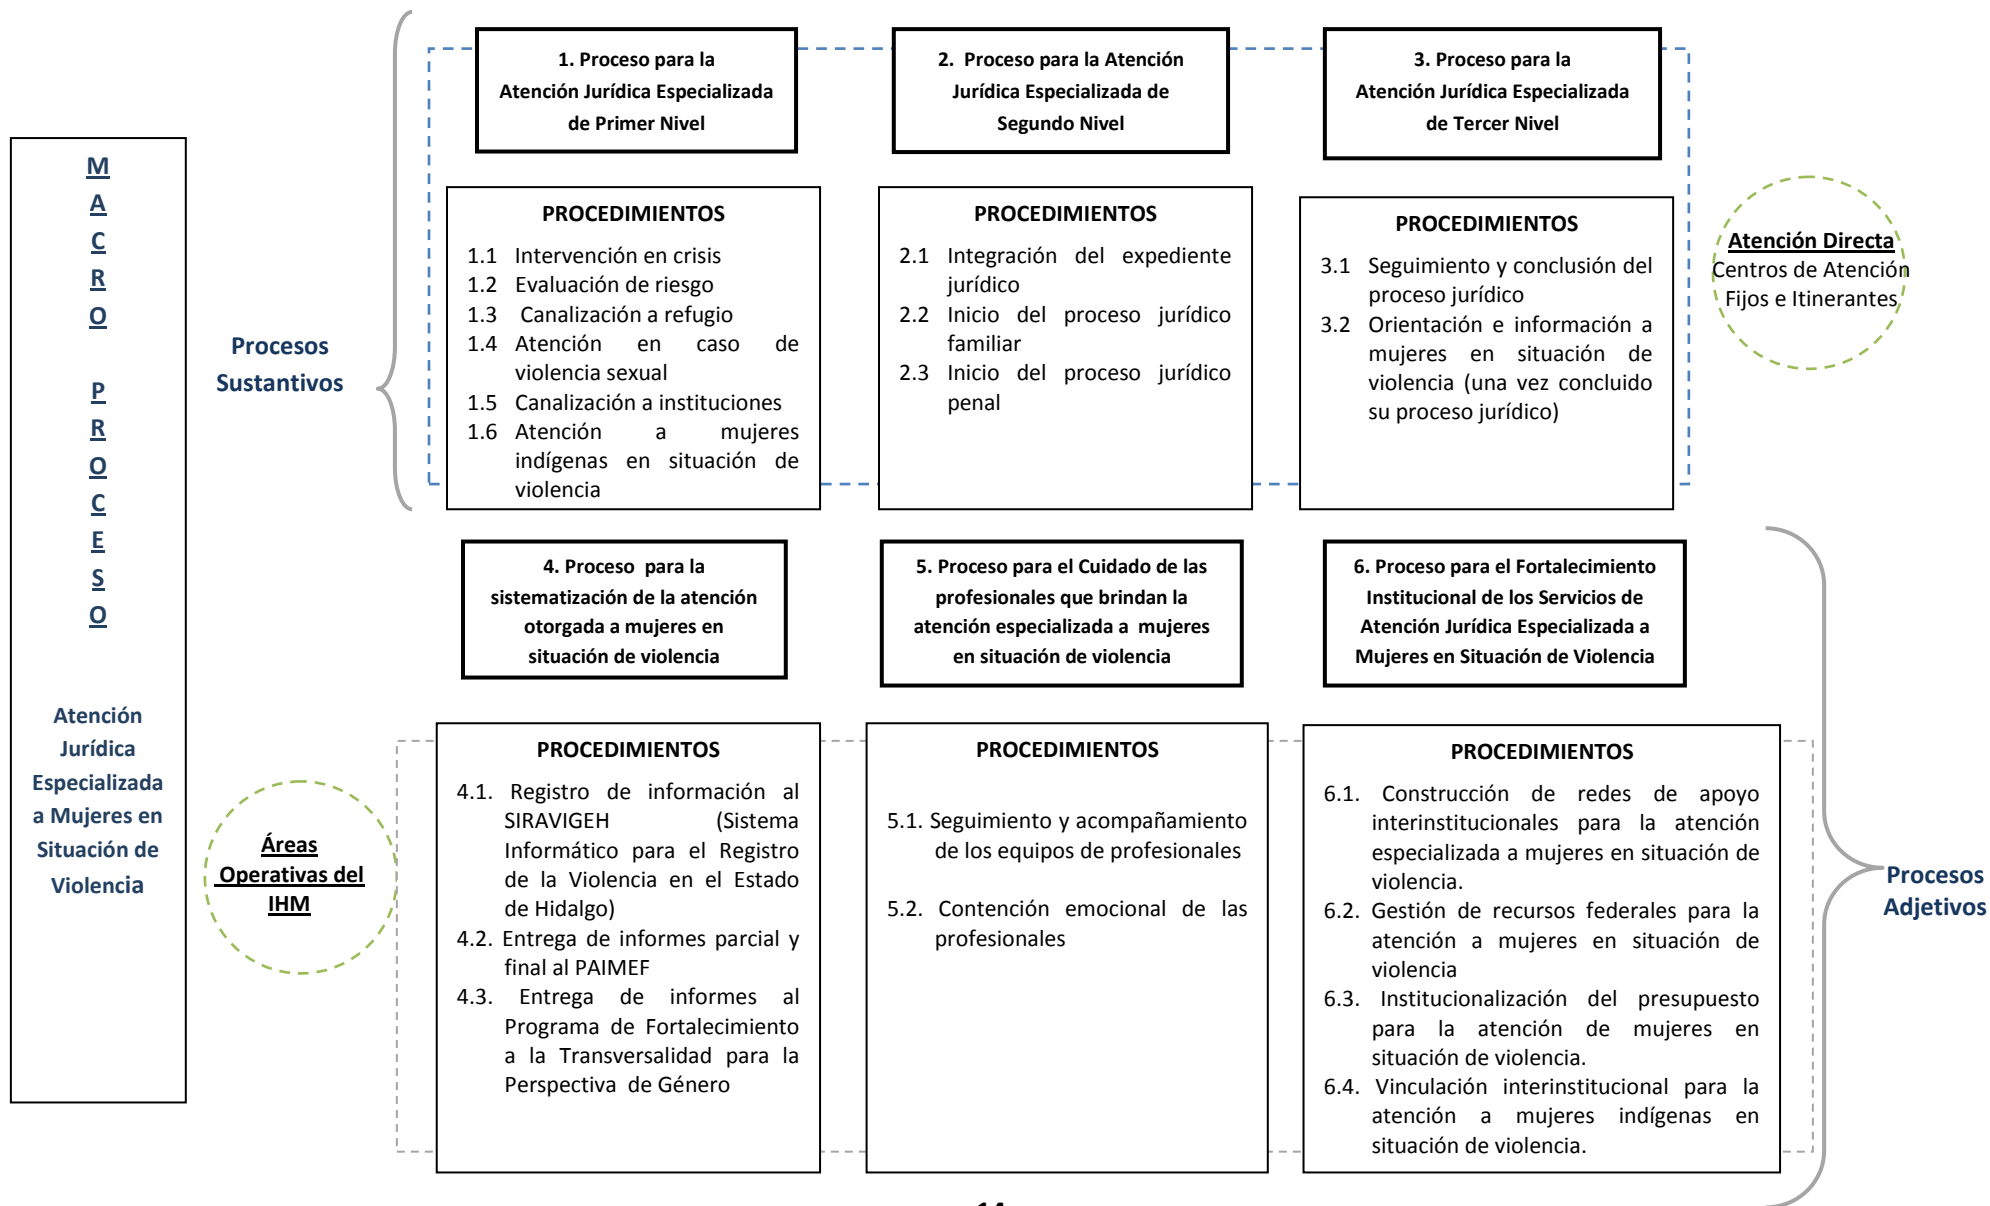 M
A
C
R
O
P
R
O
C
E
S
O
Atención
Jurídica
Especializada
a Mujeres en
Situación de
Violencia
Procesos
Sustantivos
1. Proceso para la
Atención Jurídica Especializada
de Primer Nivel
2. Proceso para la Atención
Jurídica Especializada de
Segundo Nivel
3. Proceso para la
Atención Jurídica Especializada
de Tercer Nivel
PROCEDIMIENTOS
1.1 Intervención en crisis
1.2 Evaluación de riesgo
1.3 Canalización a refugio
1.4 Atención en caso de
violencia sexual
1.5 Canalización a instituciones
1.6 Atención a mujeres
indígenas en situación de
violencia
PROCEDIMIENTOS
2.1 Integración del expediente
jurídico
2.2 Inicio del proceso jurídico
familiar
2.3 Inicio del proceso jurídico
penal
PROCEDIMIENTOS
3.1 Seguimiento y conclusión del
proceso jurídico
3.2 Orientación e información a
mujeres en situación de
violencia (una vez concluido
su proceso jurídico)
Atención Directa
Centros de Atención
Fijos e Itinerantes
4. Proceso para la
sistematización de la atención
otorgada a mujeres en
situación de violencia
5. Proceso para el Cuidado de las
profesionales que brindan la
atención especializada a mujeres
en situación de violencia
6. Proceso para el Fortalecimiento
Institucional de los Servicios de
Atención Jurídica Especializada a
Mujeres en Situación de Violencia
Áreas
Operativas del
IHM
PROCEDIMIENTOS
4.1. Registro de información al
SIRAVIGEH (Sistema
Informático para el Registro
de la Violencia en el Estado
de Hidalgo)
4.2. Entrega de informes parcial y
final al PAIMEF
4.3. Entrega de informes al
Programa de Fortalecimiento
a la Transversalidad para la
Perspectiva de Género
PROCEDIMIENTOS
5.1. Seguimiento y acompañamiento
de los equipos de profesionales
5.2. Contención emocional de las
profesionales
PROCEDIMIENTOS
6.1. Construcción de redes de apoyo
interinstitucionales para la atención
especializada a mujeres en situación de
violencia.
6.2. Gestión de recursos federales para la
atención a mujeres en situación de
violencia
6.3. Institucionalización del presupuesto
para la atención de mujeres en
situación de violencia.
6.4. Vinculación interinstitucional para la
atención a mujeres indígenas en
situación de violencia.
Procesos
Adjetivos